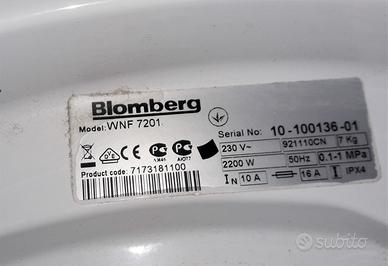 Blomberg
Model: WNF 7201
Serial No: 10-100136-01
230 V~ 921110CN 7 Kg
2200 W 50Hz 0.1-1 MPa
Product code: 7173181100
IN 10 A 16 A IPX4
subito